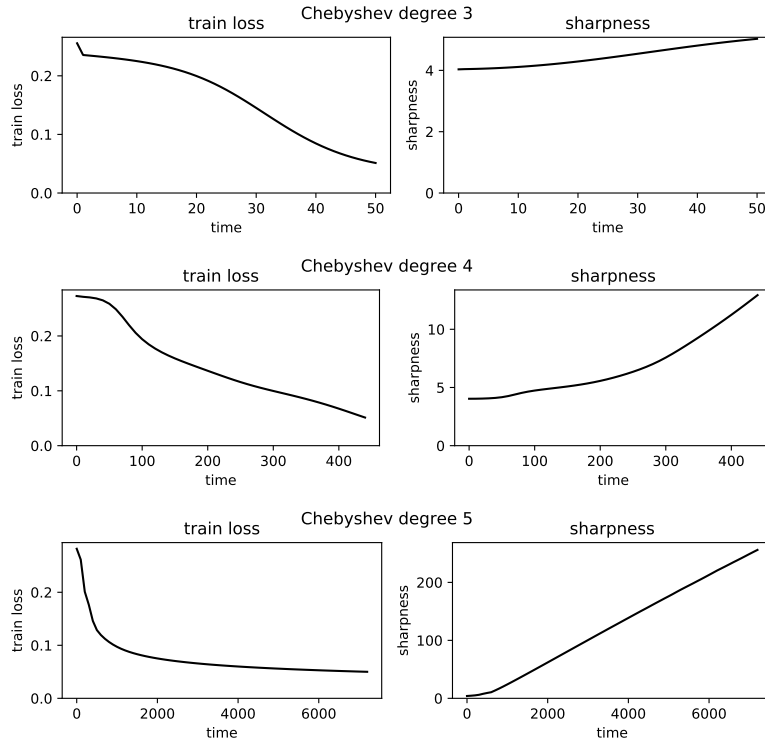 Chebyshev degree 3
train loss
sharpness
train loss
0.2
0.1
0.0
0 10 20 30 40 50
time
sharpness
4
2
0
0 10 20 30 40 50
time
Chebyshev degree 4
train loss
sharpness
train loss
0.2
0.1
0.0
0 100 200 300 400
time
sharpness
10
5
0
0 100 200 300 400
time
Chebyshev degree 5
train loss
sharpness
train loss
0.2
0.1
0.0
0 2000 4000 6000
time
sharpness
200
100
0
0 2000 4000 6000
time